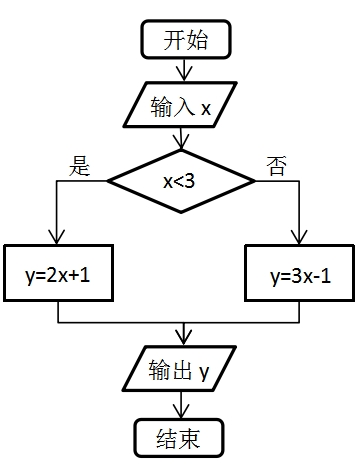 开始
输入 x
是
否
x<3
y=2x+1
y=3x-1
输出 y
结束